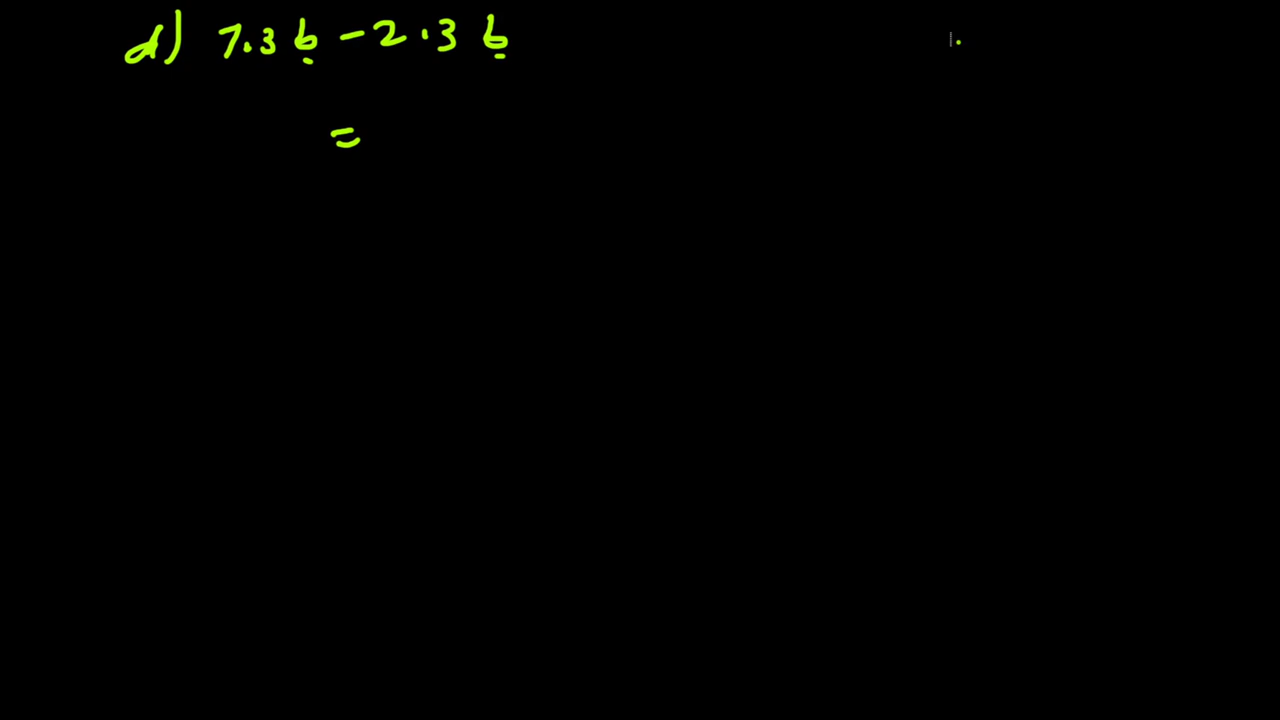 d) 7.3 b - 2.3 b
=